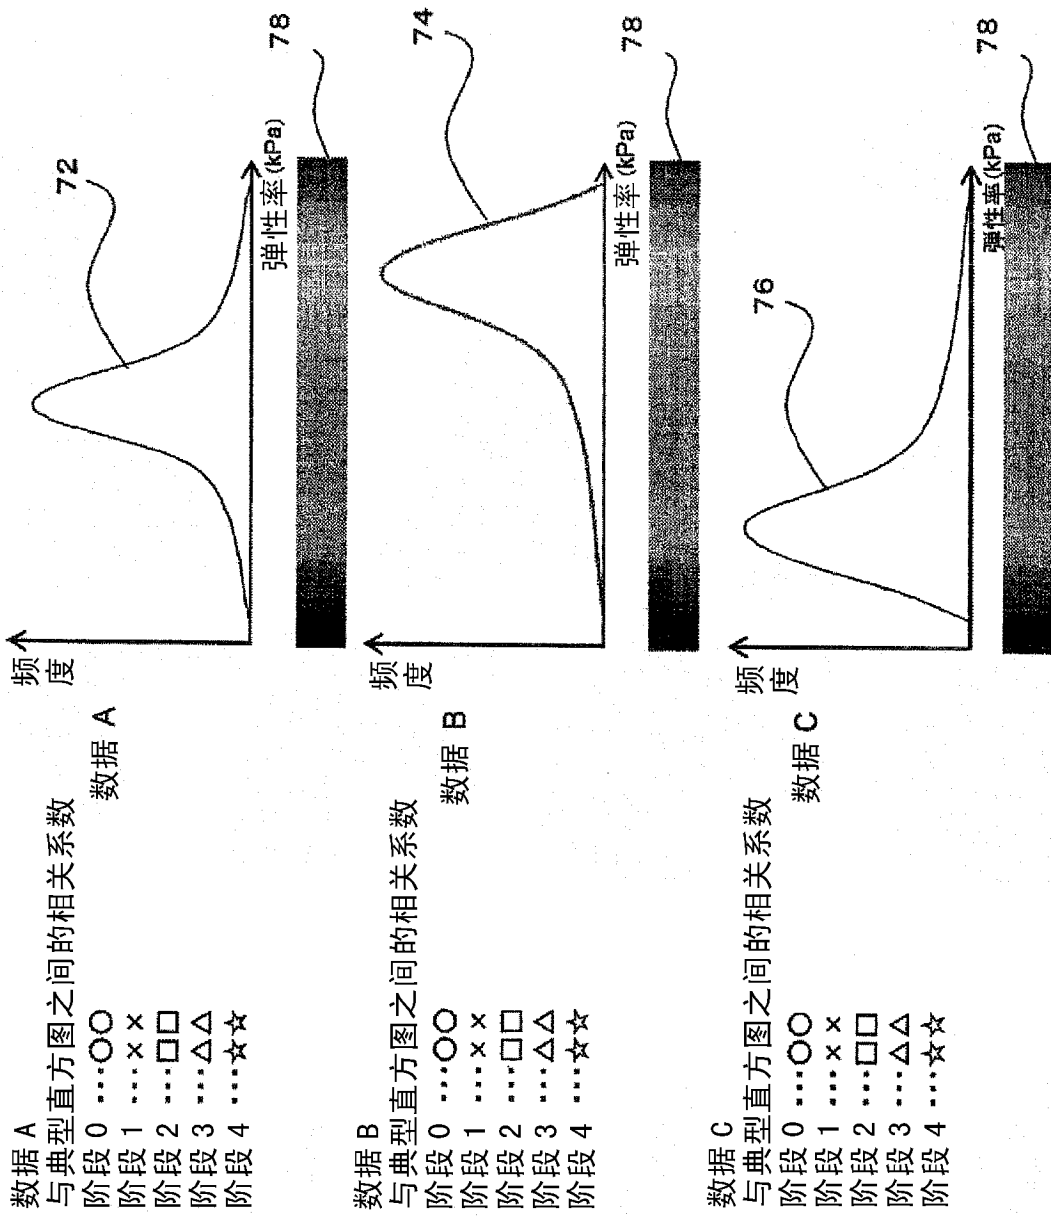 数据 A
与典型直方图之间的相关系数
阶段 0 ···○○
阶段 1 ···××
阶段 2 ···□□
阶段 3 ···△△
阶段 4 ···☆☆
数据 A
频度
弹性率(kPa)
72
78
数据 B
与典型直方图之间的相关系数
阶段 0 ···○○
阶段 1 ···××
阶段 2 ···□□
阶段 3 ···△△
阶段 4 ···☆☆
数据 B
频度
弹性率(kPa)
74
78
数据 C
与典型直方图之间的相关系数
阶段 0 ···○○
阶段 1 ···××
阶段 2 ···□□
阶段 3 ···△△
阶段 4 ···☆☆
数据 C
频度
弹性率(kPa)
76
78